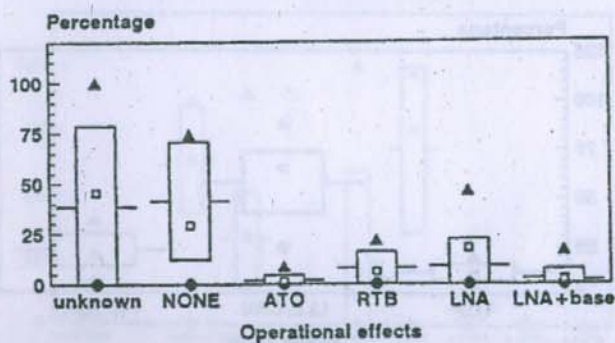 Percentage
100
75
50
25
0
unknown NONE ATO RTB LNA LNA+base
Operational effects